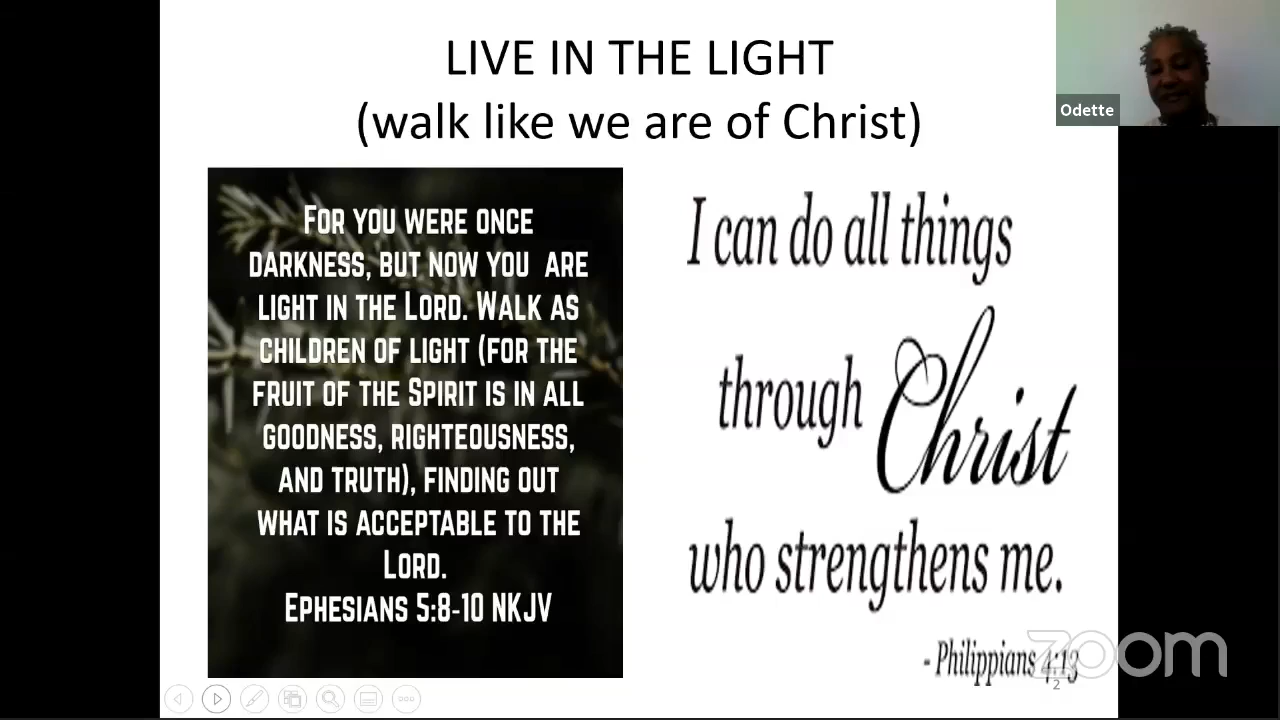 LIVE IN THE LIGHT
(walk like we are of Christ)
Odette
FOR YOU WERE ONCE
DARKNESS, BUT NOW YOU ARE
LIGHT IN THE LORD. WALK AS
CHILDREN OF LIGHT (FOR THE
FRUIT OF THE SPIRIT IS IN ALL
GOODNESS, RIGHTEOUSNESS,
AND TRUTH), FINDING OUT
WHAT IS ACCEPTABLE TO THE
LORD.
EPHESIANS 5:8-10 NKJV
I can do all things
through Christ
who strengthens me.
- Philippians 4:13
2
zoom